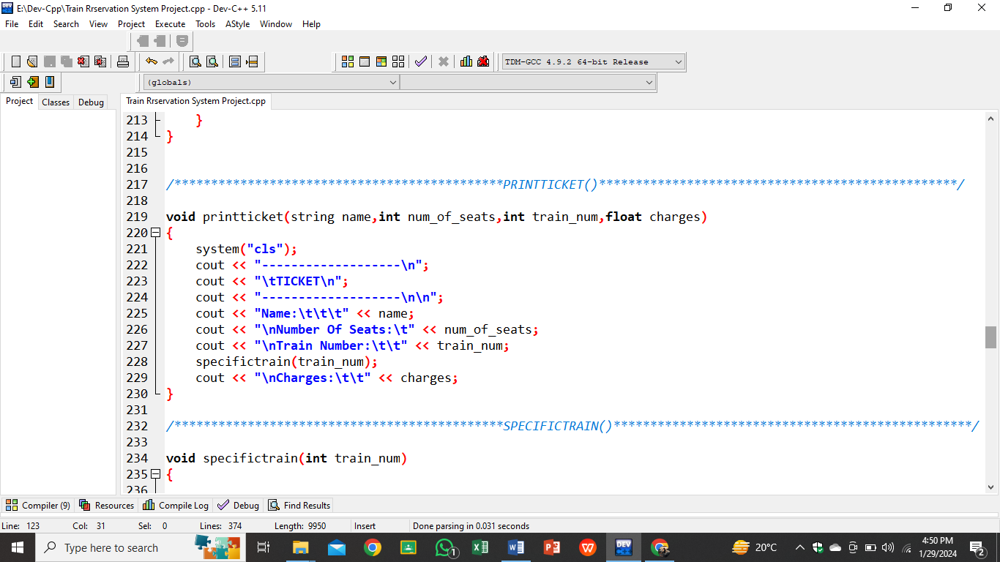 E:\Dev-Cpp\Train Rrservation System Project.cpp - Dev-C++ 5.11
File Edit Search View Project Execute Tools AStyle Window Help
TDM-GCC 4.9.2 64-bit Release
(globals)
Project Classes Debug
Train Rrservation System Project.cpp
213 }
214 }
215
216
217 /*********************************************PRINTTICKET()*************************************************/
218
219 void printticket(string name,int num_of_seats,int train_num,float charges)
220 {
221 system("cls");
222 cout << "-------------------\n";
223 cout << "\tTICKET\n";
224 cout << "-------------------\n\n";
225 cout << "Name:\t\t\t" << name;
226 cout << "\nNumber Of Seats:\t" << num_of_seats;
227 cout << "\nTrain Number:\t\t" << train_num;
228 specifictrain(train_num);
229 cout << "\nCharges:\t\t" << charges;
230 }
231
232 /*********************************************SPECIFICTRAIN()*************************************************/
233
234 void specifictrain(int train_num)
235 {
236
Compiler (9) Resources Compile Log Debug Find Results
Line: 123 Col: 31 Sel: 0 Lines: 374 Length: 9950 Insert Done parsing in 0.031 seconds
Type here to search
1
DEV
20°C
4:50 PM
1/29/2024
2